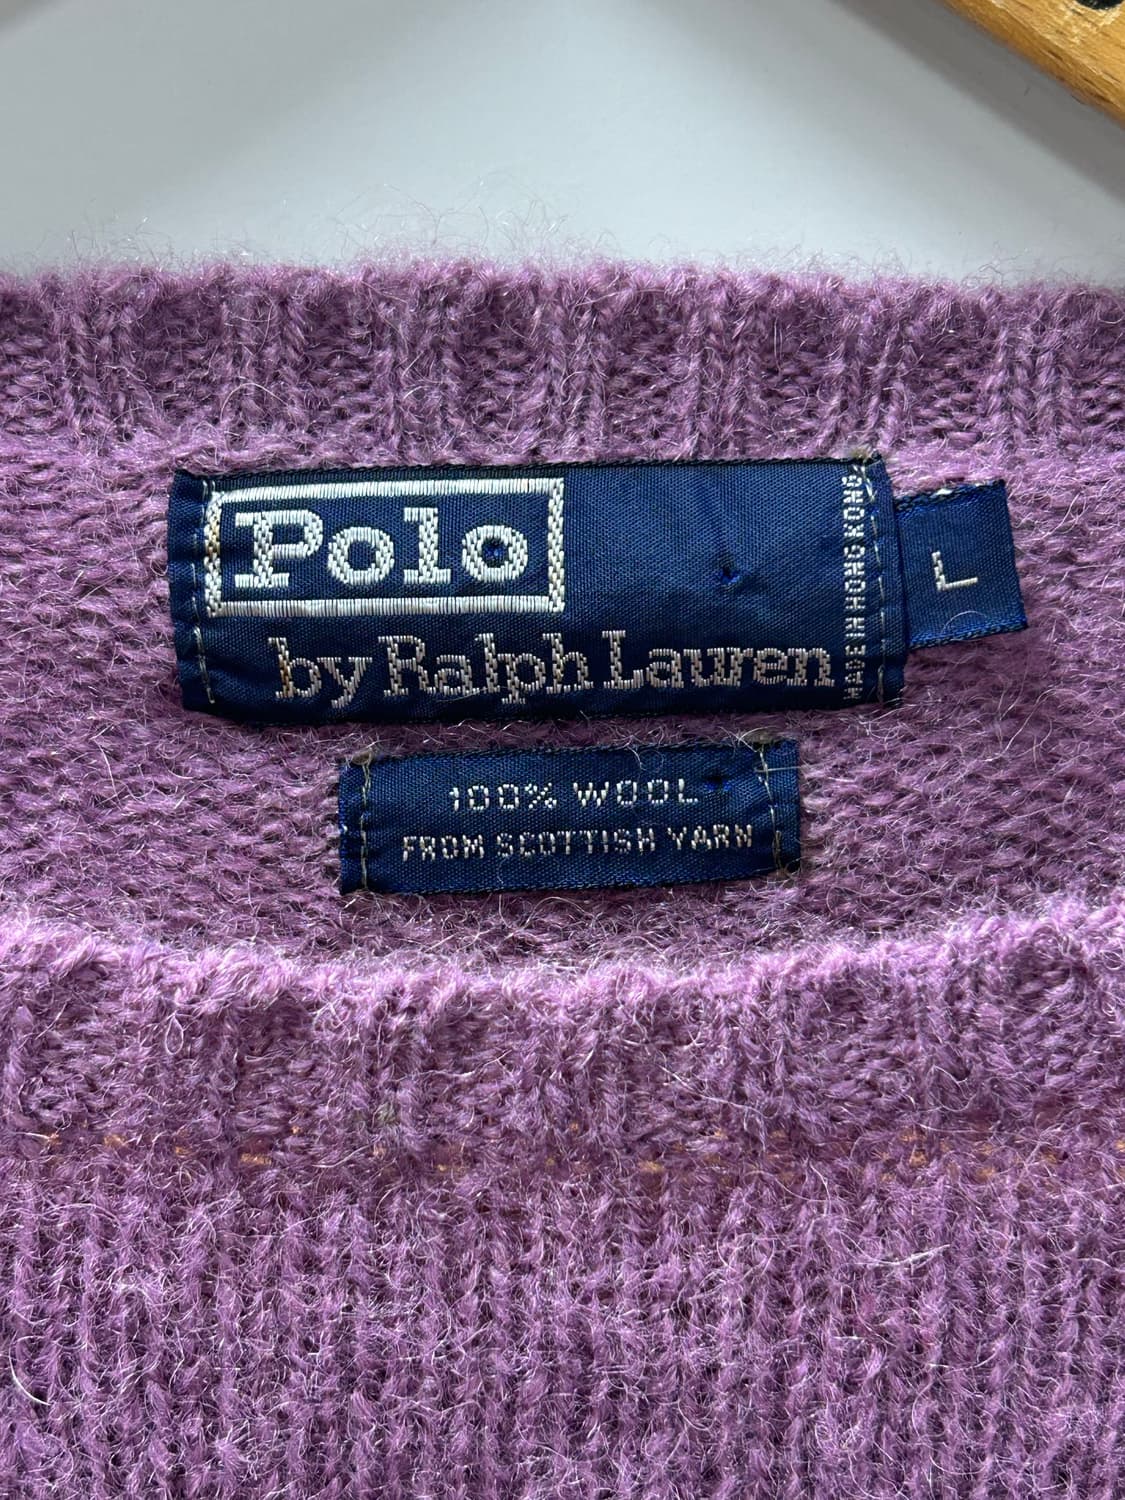 Polo
by Ralph Lauren
MADE IN HONG KONG
L
100% WOOL
FROM SCOTTISH YARN